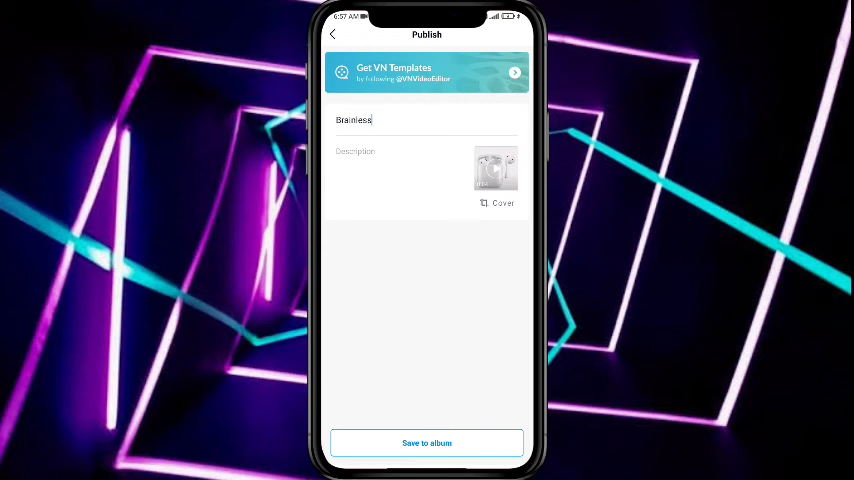 6:57 AM
Publish
Get VN Templates
by following @VNVideoEditor
Brainless
Description
Cover
Save to album